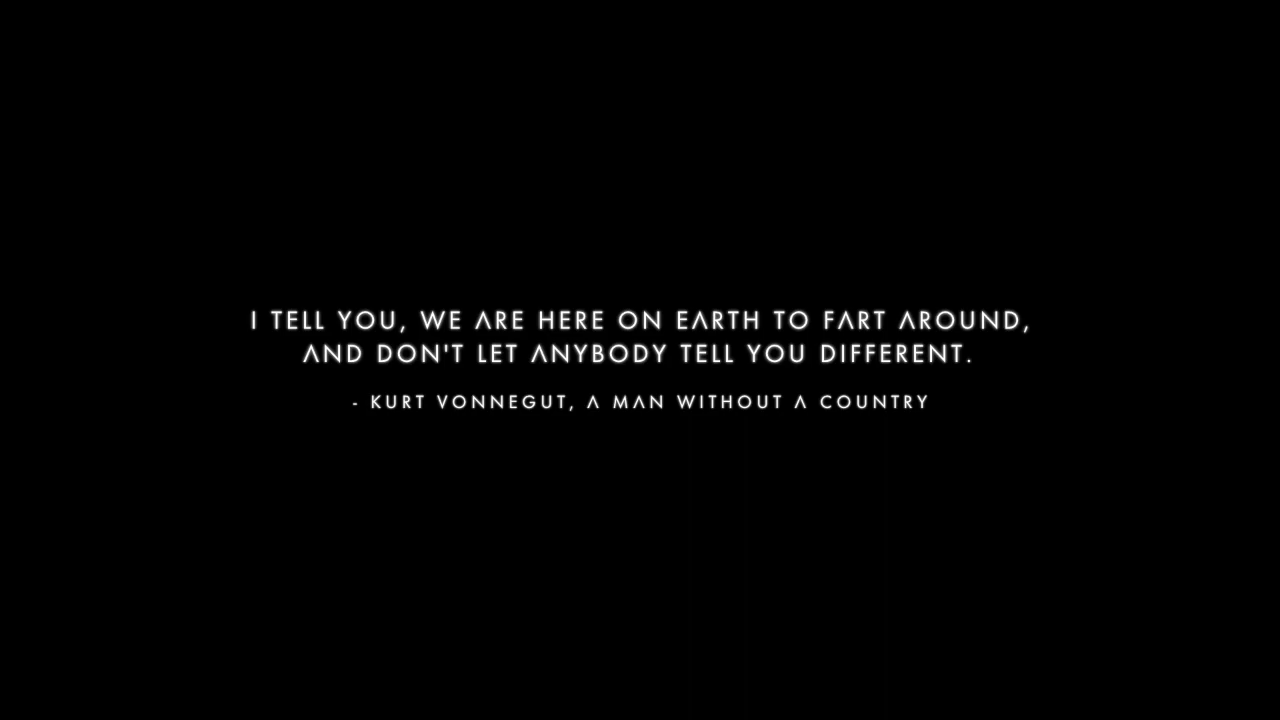 I TELL YOU, WE ARE HERE ON EARTH TO FART AROUND,
AND DON'T LET ANYBODY TELL YOU DIFFERENT.
- KURT VONNEGUT, A MAN WITHOUT A COUNTRY